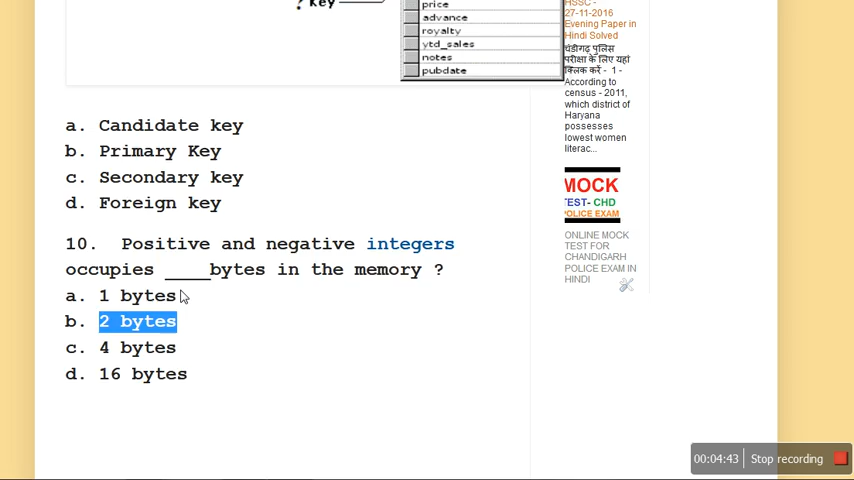 ? Key
price
advance
royalty
ytd_sales
notes
pubdate
a. Candidate key
b. Primary Key
c. Secondary key
d. Foreign key
10. Positive and negative integers
occupies ____bytes in the memory ?
a. 1 bytes
b. 2 bytes
c. 4 bytes
d. 16 bytes
HSSC -
27-11-2016
Evening Paper in
Hindi Solved
चंडीगढ़ पुलिस
परीक्षा के लिए यहां
क्लिक करें - 1 -
According to
census - 2011,
which district of
Haryana
possesses
lowest women
literac...
MOCK
TEST- CHD
POLICE EXAM
ONLINE MOCK
TEST FOR
CHANDIGARH
POLICE EXAM IN
HINDI
00:04:43 Stop recording